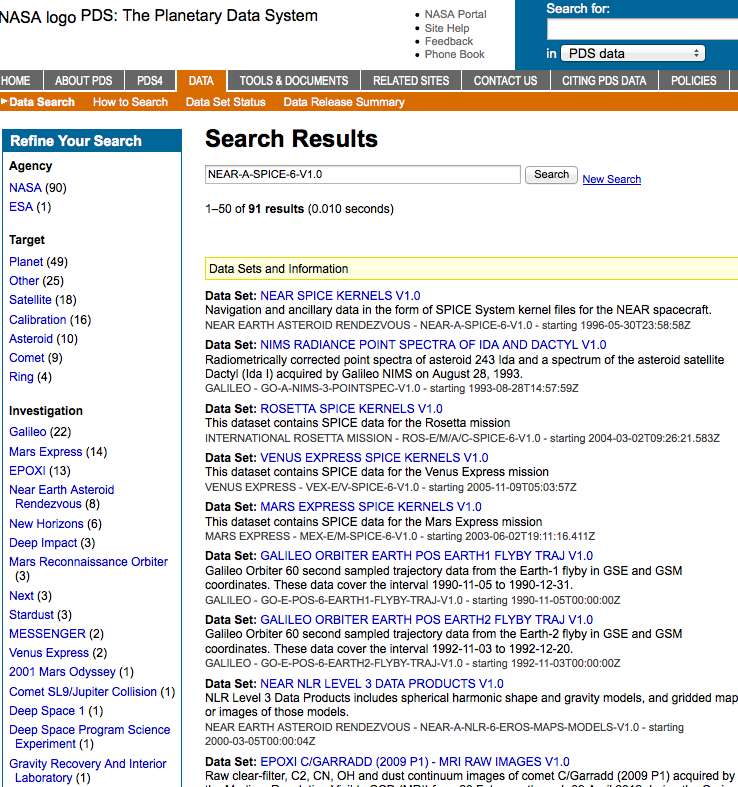 NASA logo PDS: The Planetary Data System
NASA Portal
Site Help
Feedback
Phone Book
Search for:
in PDS data
HOME ABOUT PDS PDS4 DATA TOOLS & DOCUMENTS RELATED SITES CONTACT US CITING PDS DATA POLICIES
Data Search How to Search Data Set Status Data Release Summary
Refine Your Search
Agency
NASA (90)
ESA (1)
Target
Planet (49)
Other (25)
Satellite (18)
Calibration (16)
Asteroid (10)
Comet (9)
Ring (4)
Investigation
Galileo (22)
Mars Express (14)
EPOXI (13)
Near Earth Asteroid
Rendezvous (8)
New Horizons (6)
Deep Impact (3)
Mars Reconnaissance Orbiter
(3)
Next (3)
Stardust (3)
MESSENGER (2)
Venus Express (2)
2001 Mars Odyssey (1)
Comet SL9/Jupiter Collision (1)
Deep Space 1 (1)
Deep Space Program Science
Experiment (1)
Gravity Recovery And Interior
Laboratory (1)
Search Results
NEAR-A-SPICE-6-V1.0 Search New Search
1–50 of 91 results (0.010 seconds)
Data Sets and Information
Data Set: NEAR SPICE KERNELS V1.0
Navigation and ancillary data in the form of SPICE System kernel files for the NEAR spacecraft.
NEAR EARTH ASTEROID RENDEZVOUS - NEAR-A-SPICE-6-V1.0 - starting 1996-05-30T23:58:58Z
Data Set: NIMS RADIANCE POINT SPECTRA OF IDA AND DACTYL V1.0
Radiometrically corrected point spectra of asteroid 243 Ida and a spectrum of the asteroid satellite
Dactyl (Ida I) acquired by Galileo NIMS on August 28, 1993.
GALILEO - GO-A-NIMS-3-POINTSPEC-V1.0 - starting 1993-08-28T14:57:59Z
Data Set: ROSETTA SPICE KERNELS V1.0
This dataset contains SPICE data for the Rosetta mission
INTERNATIONAL ROSETTA MISSION - ROS-E/M/A/C-SPICE-6-V1.0 - starting 2004-03-02T09:26:21.583Z
Data Set: VENUS EXPRESS SPICE KERNELS V1.0
This dataset contains SPICE data for the Venus Express mission
VENUS EXPRESS - VEX-E/V-SPICE-6-V1.0 - starting 2005-11-09T05:03:57Z
Data Set: MARS EXPRESS SPICE KERNELS V1.0
This dataset contains SPICE data for the Mars Express mission
MARS EXPRESS - MEX-E/M-SPICE-6-V1.0 - starting 2003-06-02T19:11:16.411Z
Data Set: GALILEO ORBITER EARTH POS EARTH1 FLYBY TRAJ V1.0
Galileo Orbiter 60 second sampled trajectory data from the Earth-1 flyby in GSE and GSM
coordinates. These data cover the interval 1990-11-05 to 1990-12-31.
GALILEO - GO-E-POS-6-EARTH1-FLYBY-TRAJ-V1.0 - starting 1990-11-05T00:00:00Z
Data Set: GALILEO ORBITER EARTH POS EARTH2 FLYBY TRAJ V1.0
Galileo Orbiter 60 second sampled trajectory data from the Earth-2 flyby in GSE and GSM
coordinates. These data cover the interval 1992-11-03 to 1992-12-20.
GALILEO - GO-E-POS-6-EARTH2-FLYBY-TRAJ-V1.0 - starting 1992-11-03T00:00:00Z
Data Set: NEAR NLR LEVEL 3 DATA PRODUCTS V1.0
NLR Level 3 Data Products includes spherical harmonic shape and gravity models, and gridded map
or images of those models.
NEAR EARTH ASTEROID RENDEZVOUS - NEAR-A-NLR-6-EROS-MAPS-MODELS-V1.0 - starting
2000-03-05T00:00:04Z
Data Set: EPOXI C/GARRADD (2009 P1) - MRI RAW IMAGES V1.0
Raw clear-filter, C2, CN, OH and dust continuum images of comet C/Garradd (2009 P1) acquired by